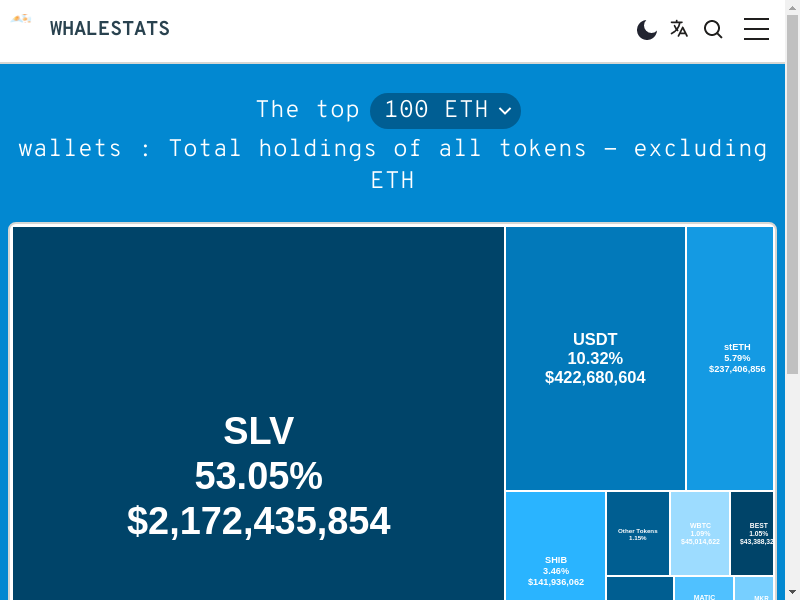 WHALESTATS
The top 100 ETH
wallets : Total holdings of all tokens – excluding
ETH
SLV
53.05%
$2,172,435,854
USDT
10.32%
$422,680,604
stETH
5.79%
$237,406,856
SHIB
3.46%
$141,936,062
Other Tokens
1.15%
WBTC
1.09%
$45,014,622
BEST
1.05%
$43,388,32
MATIC
MKR